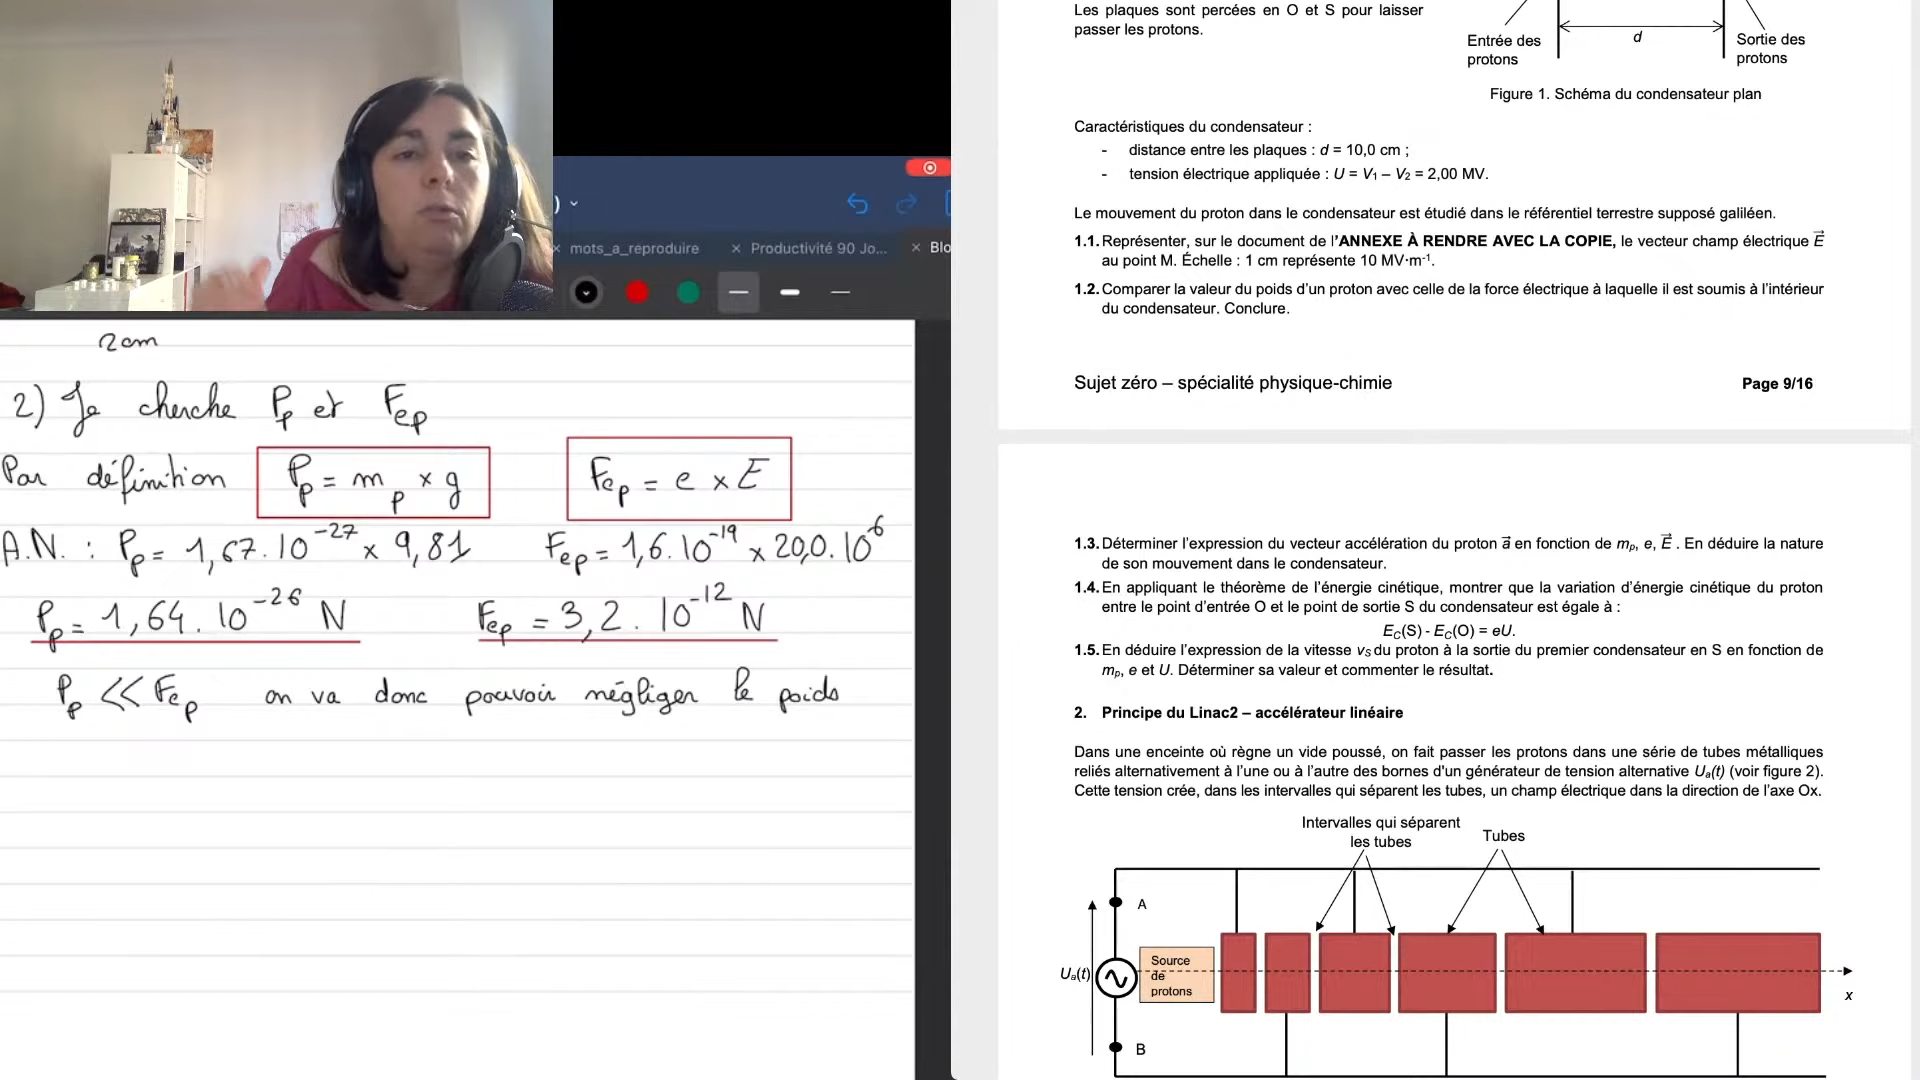 ) ⌄
× mots_a_reproduire × Productivité 90 Jo... × Blo
2cm
2) Je cherche Pp et Fep
Par définition Pp = mp × g Fep = e × E
A.N. : Pp = 1,67.10⁻²⁷ × 9,81 Fep = 1,6.10⁻¹⁹ × 20,0.10⁶
Pp = 1,64.10⁻²⁶ N Fep = 3,2.10⁻¹² N
Pp << Fep on va donc pouvoir négliger le poids
Les plaques sont percées en O et S pour laisser
passer les protons.
Entrée des
protons
d
Sortie des
protons
Figure 1. Schéma du condensateur plan
Caractéristiques du condensateur :
- distance entre les plaques : d = 10,0 cm ;
- tension électrique appliquée : U = V₁ – V₂ = 2,00 MV.
Le mouvement du proton dans le condensateur est étudié dans le référentiel terrestre supposé galiléen.
1.1. Représenter, sur le document de l'ANNEXE À RENDRE AVEC LA COPIE, le vecteur champ électrique E⃗
au point M. Échelle : 1 cm représente 10 MV·m⁻¹.
1.2. Comparer la valeur du poids d'un proton avec celle de la force électrique à laquelle il est soumis à l'intérieur
du condensateur. Conclure.
Sujet zéro – spécialité physique-chimie Page 9/16
1.3. Déterminer l'expression du vecteur accélération du proton a⃗ en fonction de mp, e, E⃗ . En déduire la nature
de son mouvement dans le condensateur.
1.4. En appliquant le théorème de l'énergie cinétique, montrer que la variation d'énergie cinétique du proton
entre le point d'entrée O et le point de sortie S du condensateur est égale à :
EC(S) - EC(O) = eU.
1.5. En déduire l'expression de la vitesse vS du proton à la sortie du premier condensateur en S en fonction de
mp, e et U. Déterminer sa valeur et commenter le résultat.
2. Principe du Linac2 – accélérateur linéaire
Dans une enceinte où règne un vide poussé, on fait passer les protons dans une série de tubes métalliques
reliés alternativement à l'une ou à l'autre des bornes d'un générateur de tension alternative Ua(t) (voir figure 2).
Cette tension crée, dans les intervalles qui séparent les tubes, un champ électrique dans la direction de l'axe Ox.
Intervalles qui séparent
les tubes
Tubes
A
Ua(t)
Source
de
protons
x
B